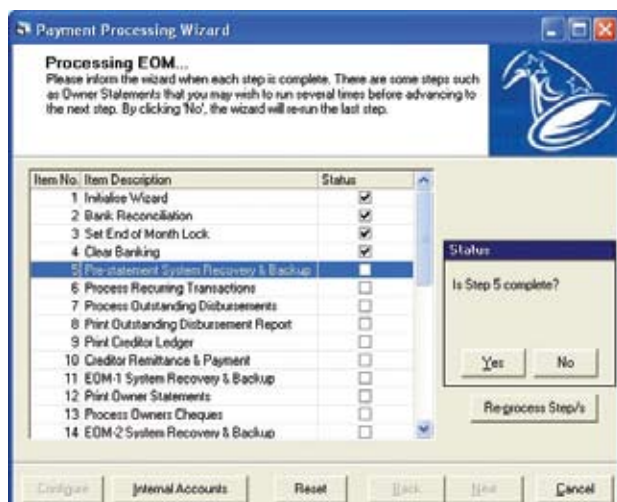 Payment Processing Wizard
Processing EOM...
Please inform the wizard when each step is complete. There are some steps such
as Owner Statements that you may wish to run several times before advancing to
the next step. By clicking 'No', the wizard will re-run the last step.
Item No. Item Description Status
1 Initialise Wizard
2 Bank Reconciliation
3 Set End of Month Lock
4 Clear Banking
5 Pre-statement System Recovery & Backup
6 Process Recurring Transactions
7 Process Outstanding Disbursements
8 Print Outstanding Disbursement Report
9 Print Creditor Ledger
10 Creditor Remittance & Payment
11 EOM-1 System Recovery & Backup
12 Print Owner Statements
13 Process Owners Cheques
14 EOM-2 System Recovery & Backup
Status
Is Step 5 complete?
Yes No
Re-process Step/s
Configure Internal Accounts Reset Back Next Cancel